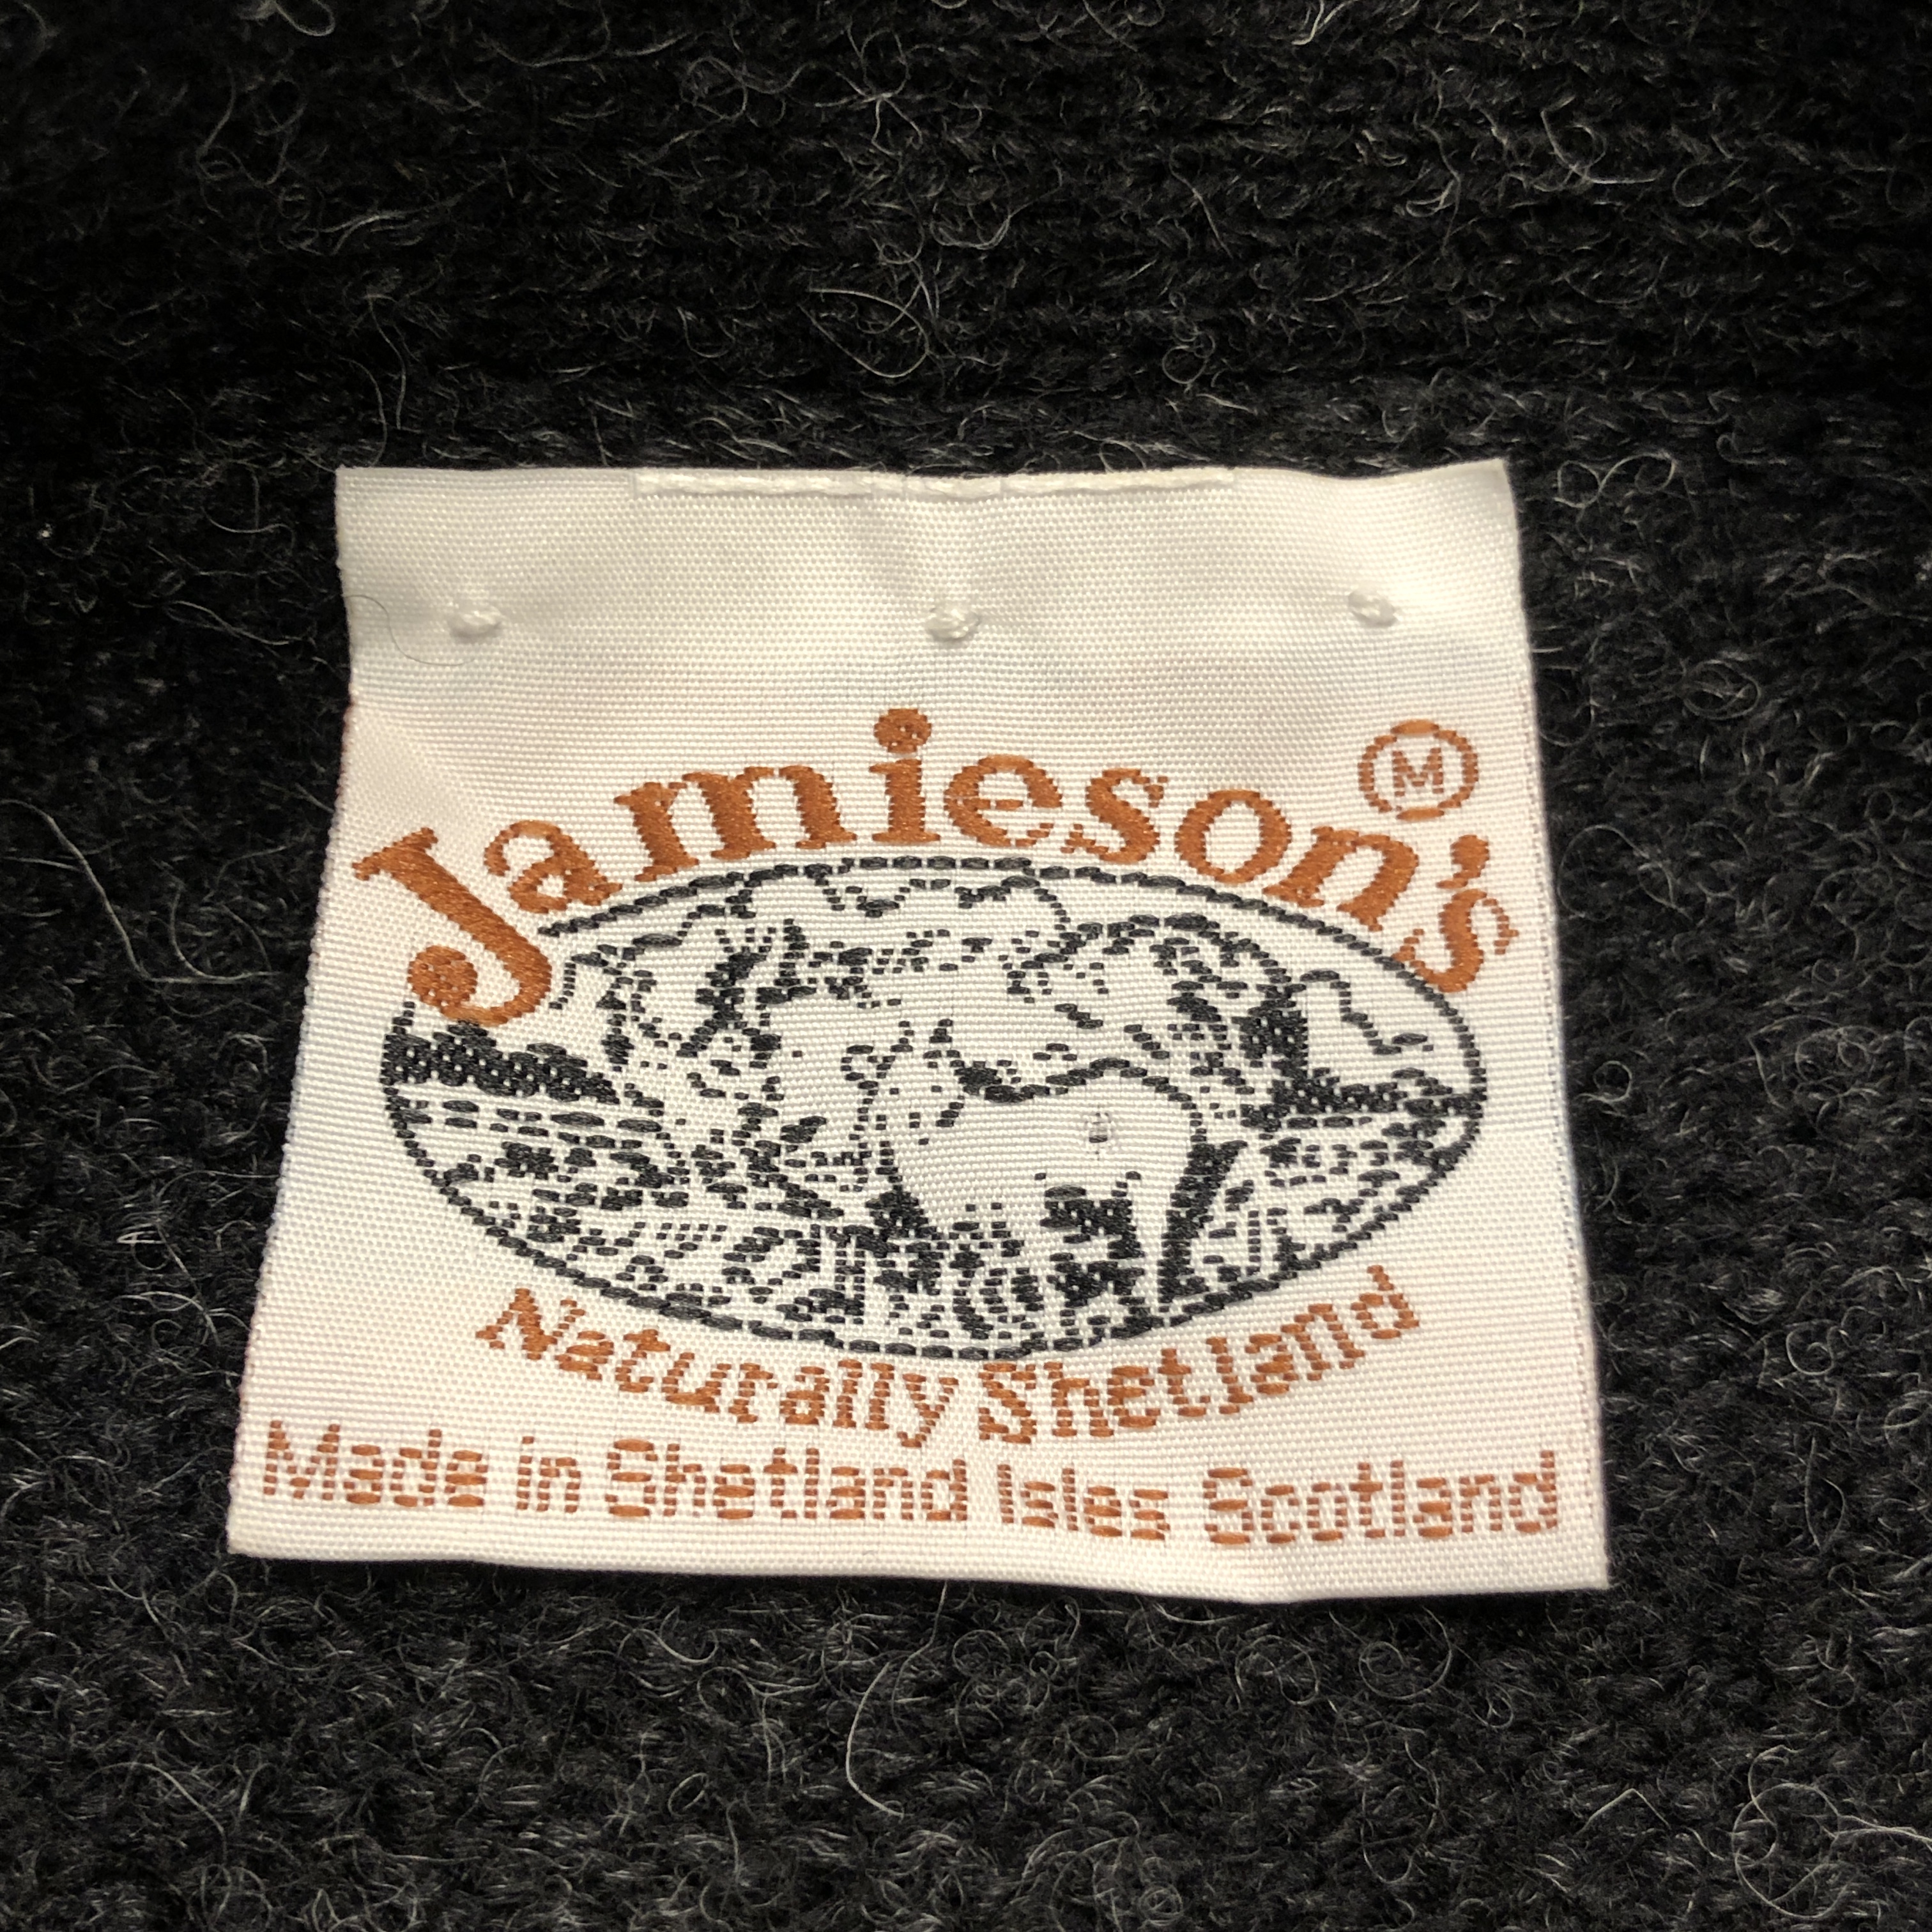 Jamieson's Ⓜ
Naturally Shetland
Made in Shetland Isles Scotland